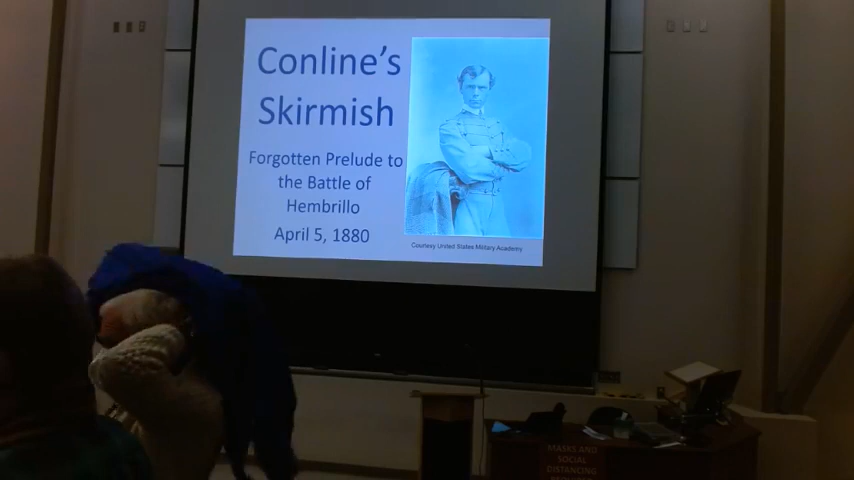 Conline's
Skirmish
Forgotten Prelude to
the Battle of
Hembrillo
April 5, 1880
Courtesy United States Military Academy
MASKS AND
SOCIAL
DISTANCING